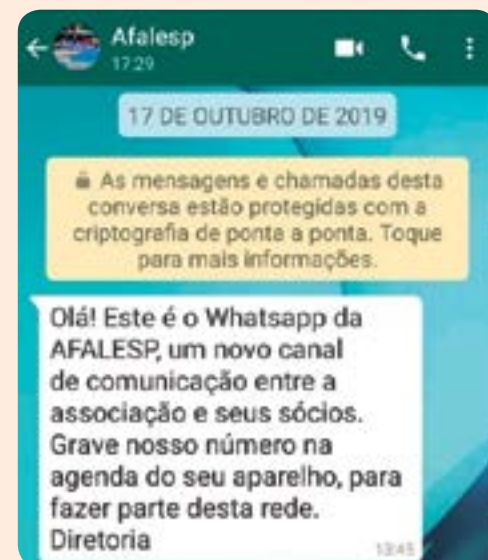 Afalesp
17:29
17 DE OUTUBRO DE 2019
As mensagens e chamadas desta
conversa estão protegidas com a
criptografia de ponta a ponta. Toque
para mais informações.
Olá! Este é o Whatsapp da
AFALESP, um novo canal
de comunicação entre a
associação e seus sócios.
Grave nosso número na
agenda do seu aparelho, para
fazer parte desta rede.
Diretoria
13:45